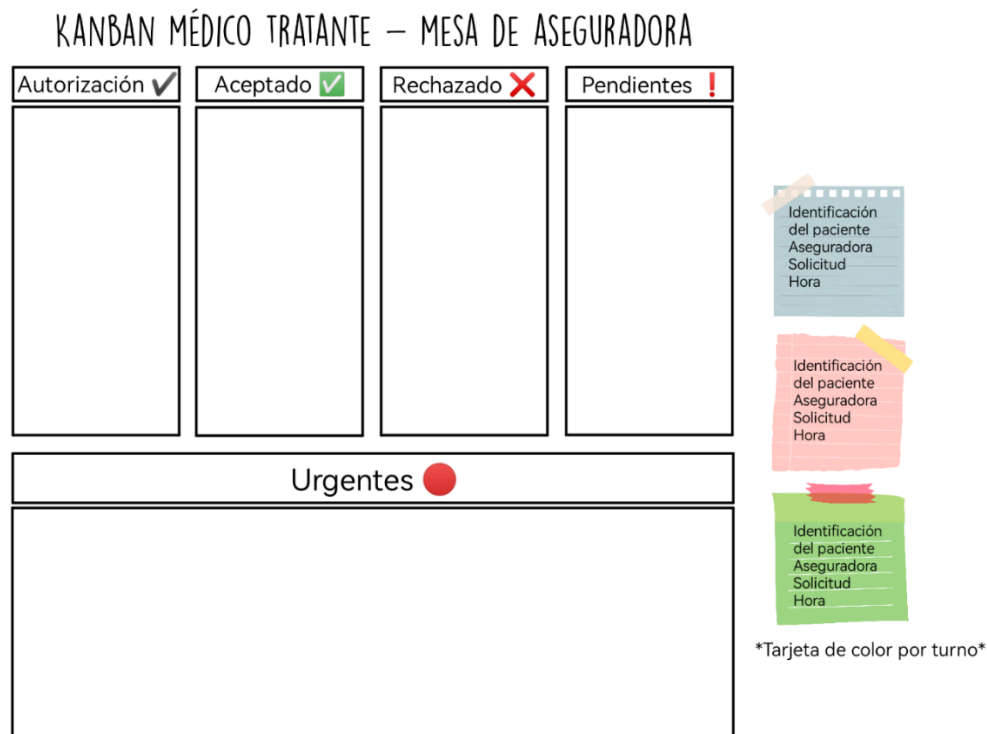 KANBAN MÉDICO TRATANTE – MESA DE ASEGURADORA
Autorización ✔
Aceptado ✅
Rechazado ❌
Pendientes ❗
Urgentes 🔴
Identificación
del paciente
Aseguradora
Solicitud
Hora
Identificación
del paciente
Aseguradora
Solicitud
Hora
Identificación
del paciente
Aseguradora
Solicitud
Hora
*Tarjeta de color por turno*